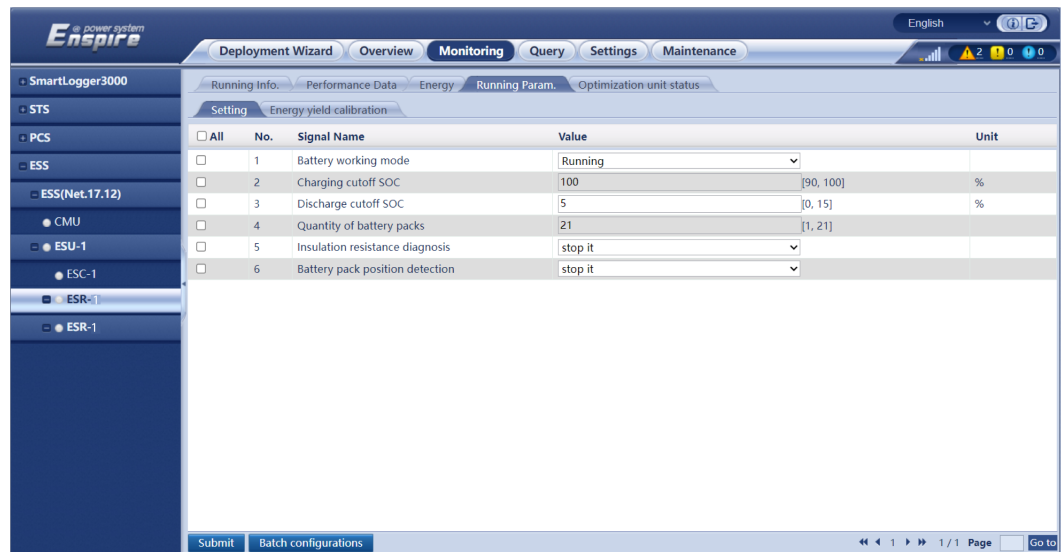 @ power system
Enspire
English
Deployment Wizard Overview Monitoring Query Settings Maintenance
2 0 0
SmartLogger3000
STS
PCS
ESS
ESS(Net.17.12)
CMU
ESU-1
ESC-1
ESR-1
ESR-1
Running Info. Performance Data Energy Running Param. Optimization unit status
Setting Energy yield calibration
All No. Signal Name Value Unit
1 Battery working mode Running
2 Charging cutoff SOC 100 [90, 100] %
3 Discharge cutoff SOC 5 [0, 15] %
4 Quantity of battery packs 21 [1, 21]
5 Insulation resistance diagnosis stop it
6 Battery pack position detection stop it
Submit Batch configurations 1 1 / 1 Page Go to